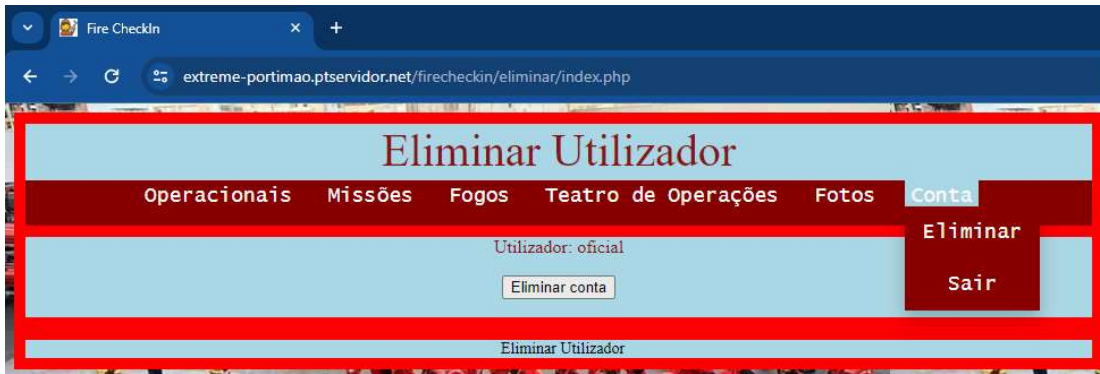 Fire CheckIn
extreme-portimao.ptservidor.net/firecheckin/eliminar/index.php
Eliminar Utilizador
Operacionais Missões Fogos Teatro de Operações Fotos Conta
Eliminar
Sair
Utilizador: oficial
Eliminar conta
Eliminar Utilizador